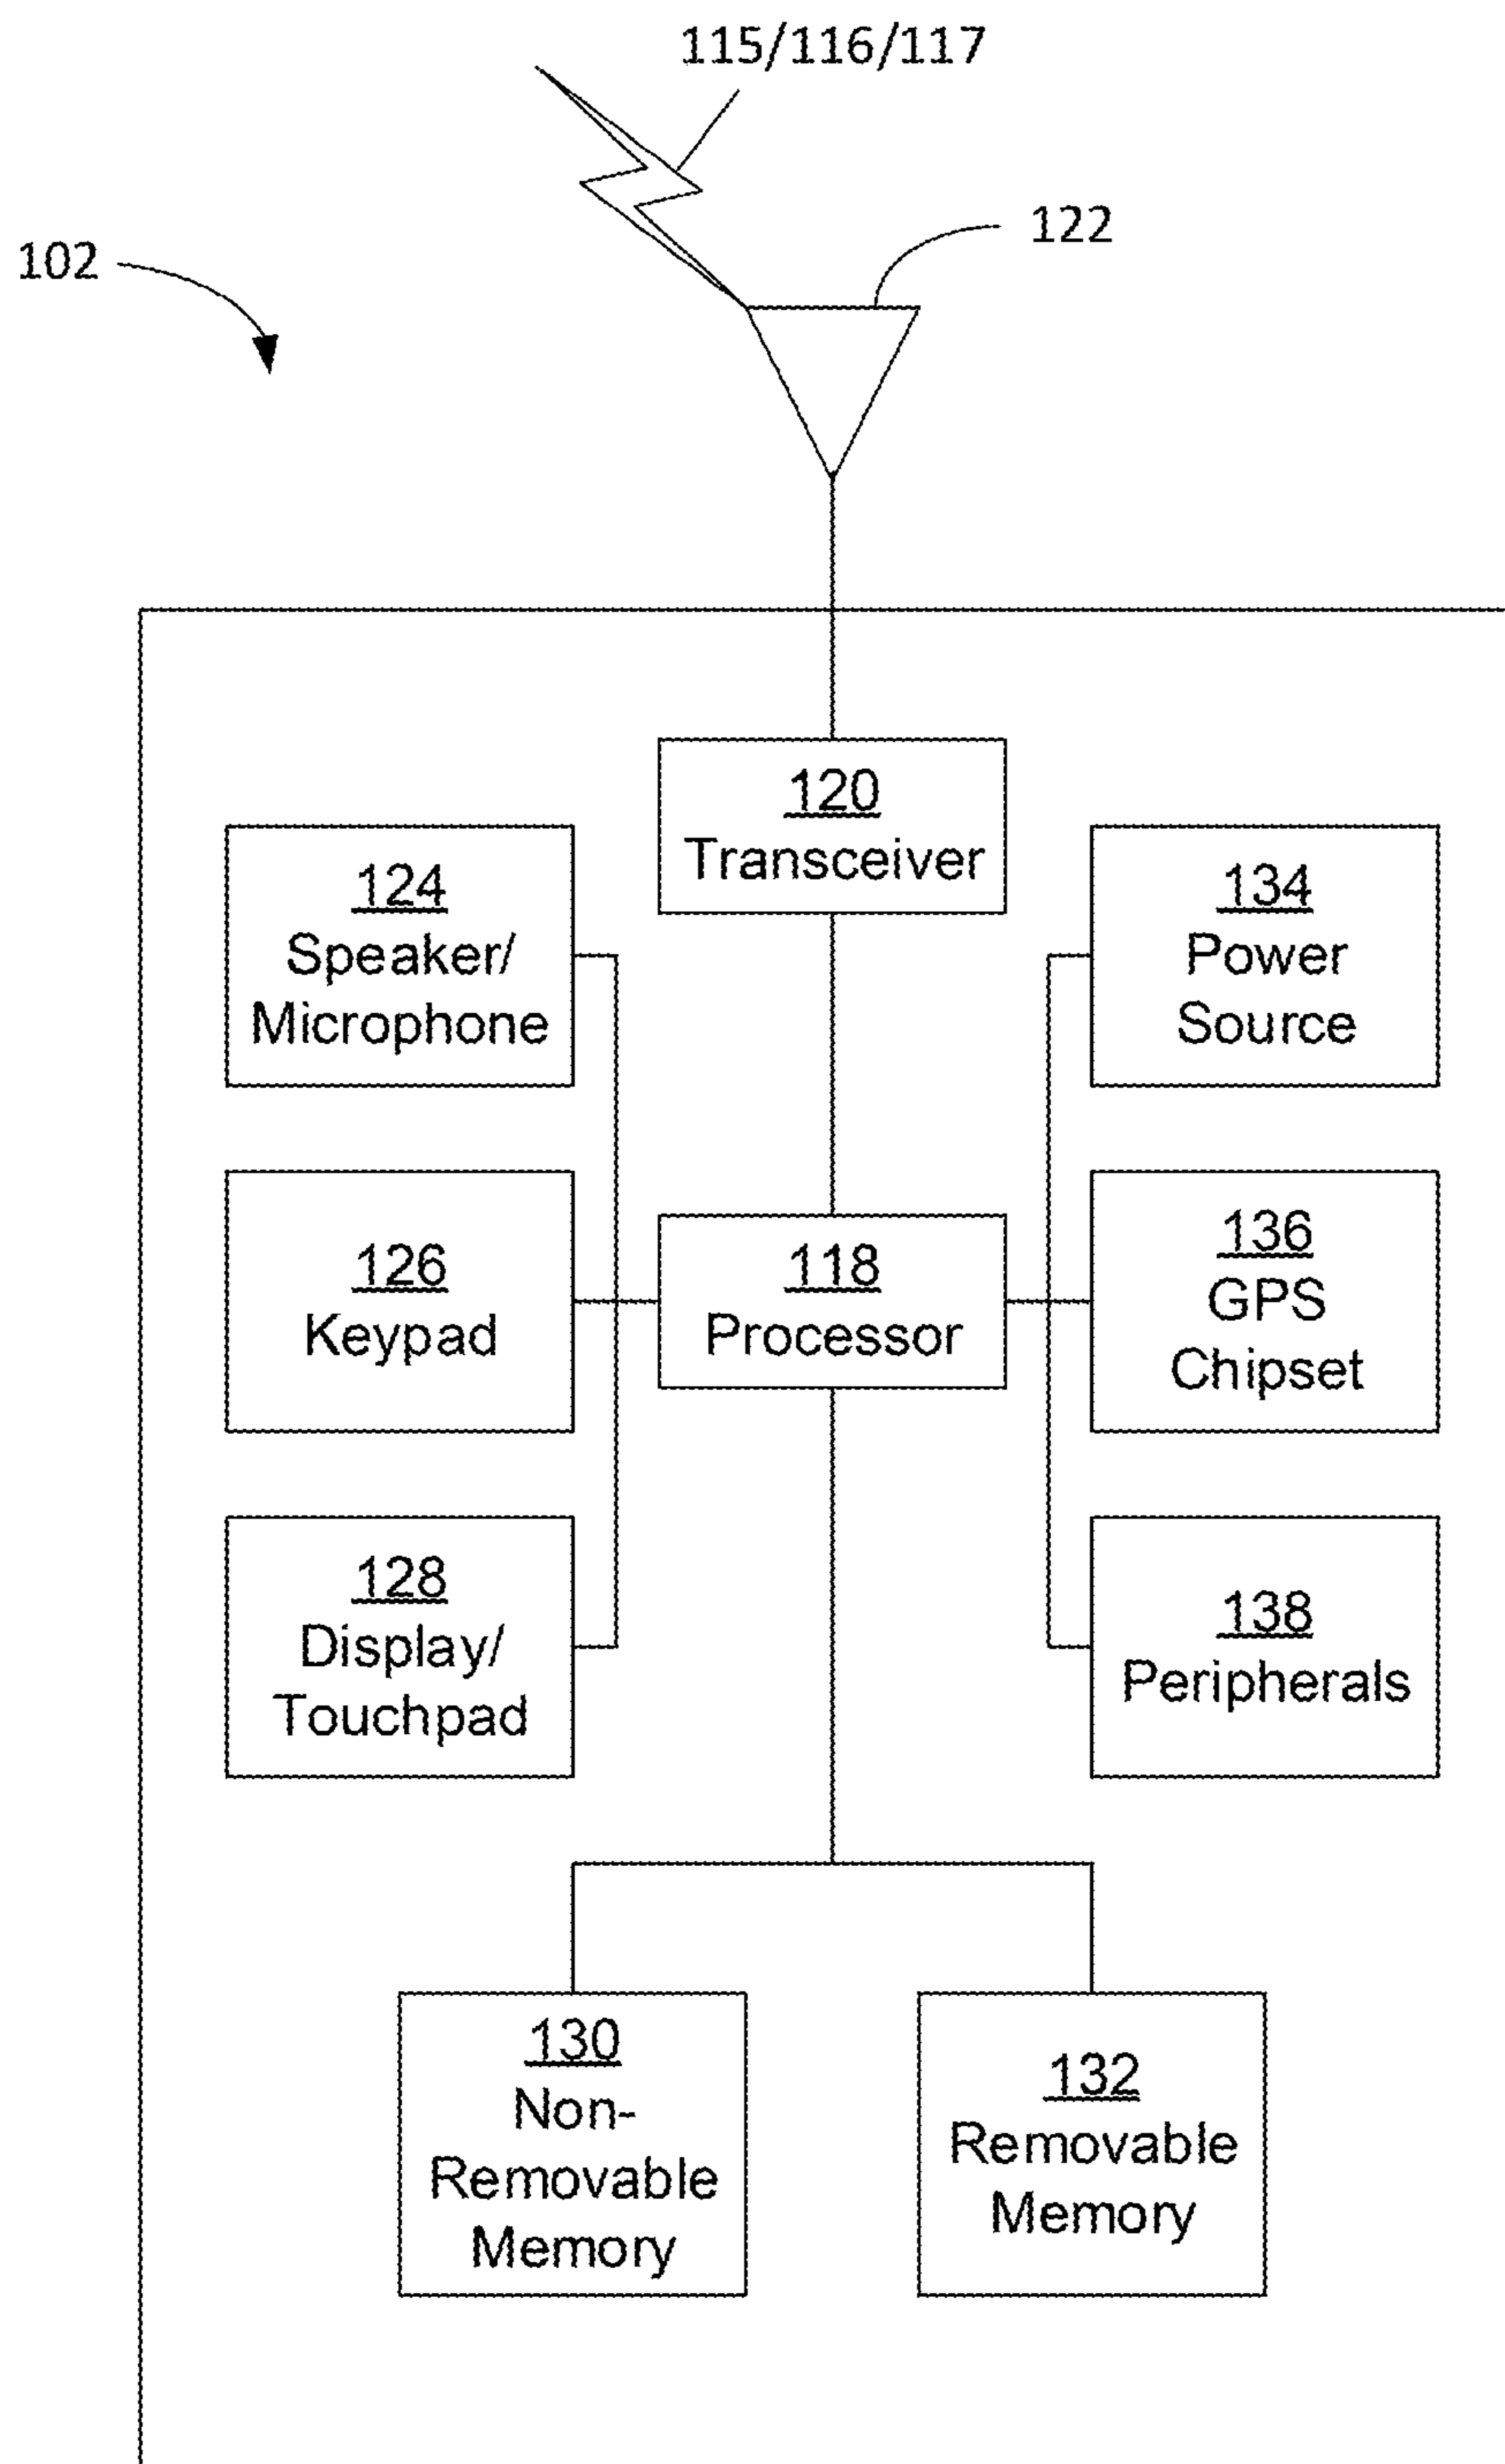 115/116/117
122
102
120
Transceiver
124
Speaker/
Microphone
134
Power
Source
126
Keypad
118
Processor
136
GPS
Chipset
128
Display/
Touchpad
138
Peripherals
130
Non-
Removable
Memory
132
Removable
Memory